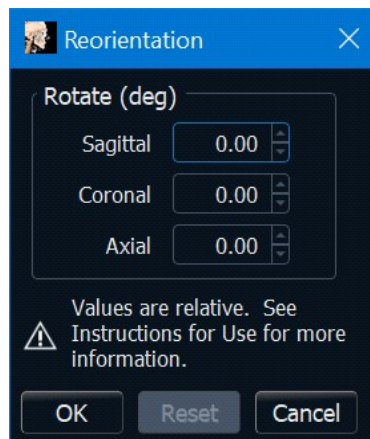 Reorientation
Rotate (deg)
Sagittal 0.00
Coronal 0.00
Axial 0.00
Values are relative. See
Instructions for Use for more
information.
OK Reset Cancel